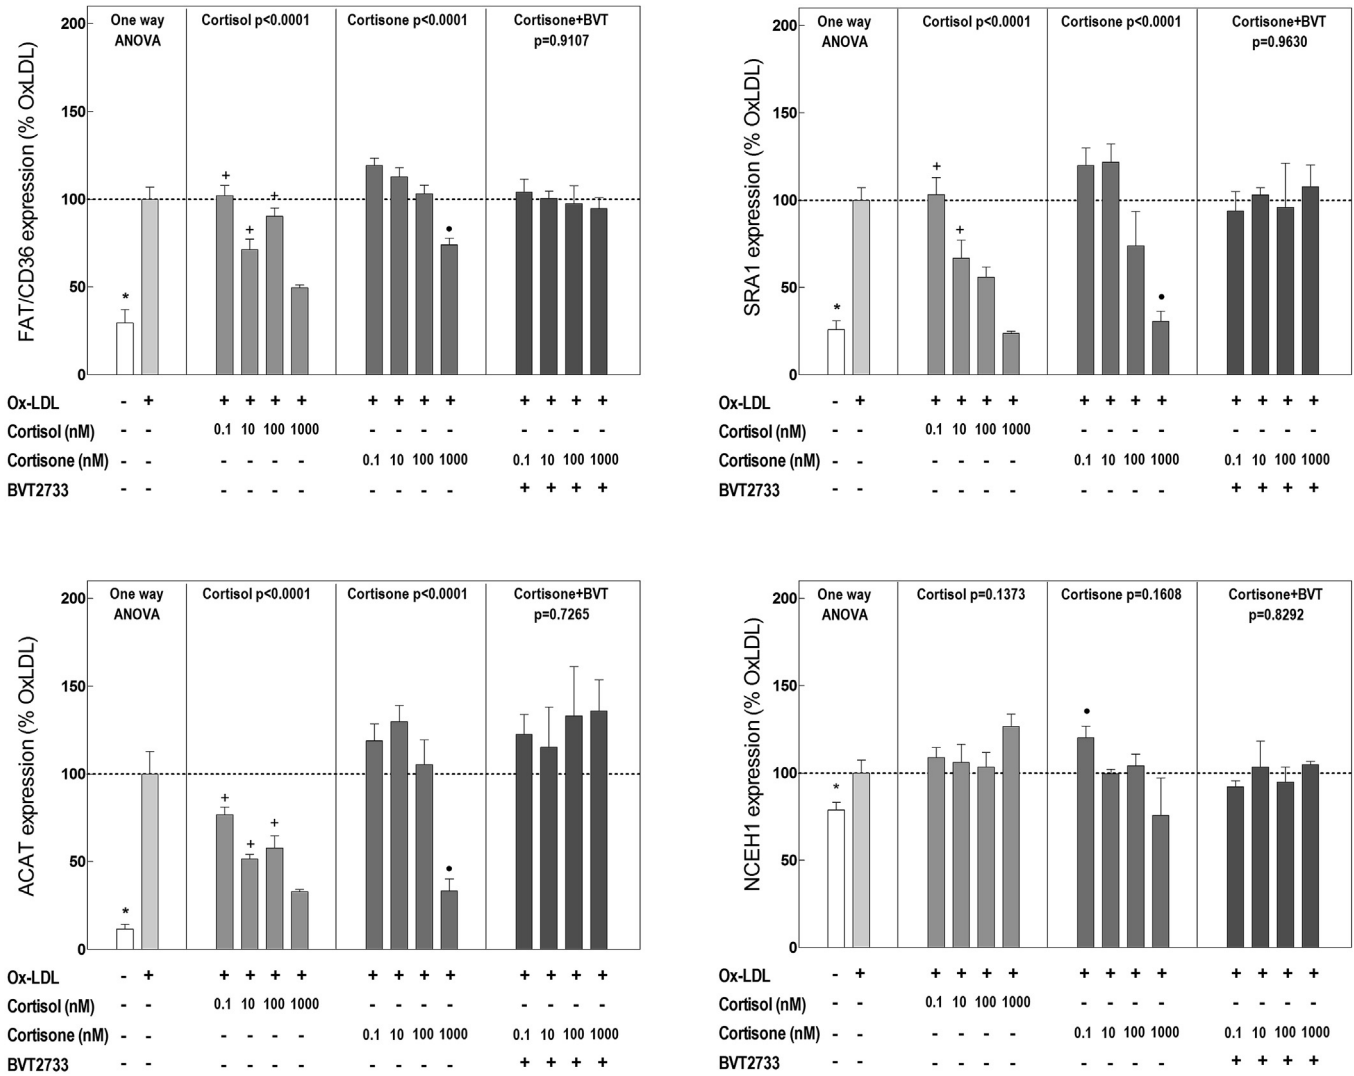 One way ANOVA
Cortisol p<0.0001
Cortisone p<0.0001
Cortisone+BVT
p=0.9107
FAT/CD36 expression (% OxLDL)
200
150
100
50
0
*
+ + +
•
Ox-LDL - + + + + + + + + + + + + +
Cortisol (nM) - - 0.1 10 100 1000 - - - - - - - -
Cortisone (nM) - - - - - - 0.1 10 100 1000 0.1 10 100 1000
BVT2733 - - - - - - - - - - + + + +
One way ANOVA
Cortisol p<0.0001
Cortisone p<0.0001
Cortisone+BVT
p=0.9630
SRA1 expression (% OxLDL)
200
150
100
50
0
*
+ +
•
Ox-LDL - + + + + + + + + + + + + +
Cortisol (nM) - - 0.1 10 100 1000 - - - - - - - -
Cortisone (nM) - - - - - - 0.1 10 100 1000 0.1 10 100 1000
BVT2733 - - - - - - - - - - + + + +
One way ANOVA
Cortisol p<0.0001
Cortisone p<0.0001
Cortisone+BVT
p=0.7265
ACAT expression (% OxLDL)
200
150
100
50
0
*
+ + +
•
Ox-LDL - + + + + + + + + + + + + +
Cortisol (nM) - - 0.1 10 100 1000 - - - - - - - -
Cortisone (nM) - - - - - - 0.1 10 100 1000 0.1 10 100 1000
BVT2733 - - - - - - - - - - + + + +
One way ANOVA
Cortisol p=0.1373
Cortisone p=0.1608
Cortisone+BVT
p=0.8292
NCEH1 expression (% OxLDL)
200
150
100
50
0
*
•
Ox-LDL - + + + + + + + + + + + + +
Cortisol (nM) - - 0.1 10 100 1000 - - - - - - - -
Cortisone (nM) - - - - - - 0.1 10 100 1000 0.1 10 100 1000
BVT2733 - - - - - - - - - - + + + +